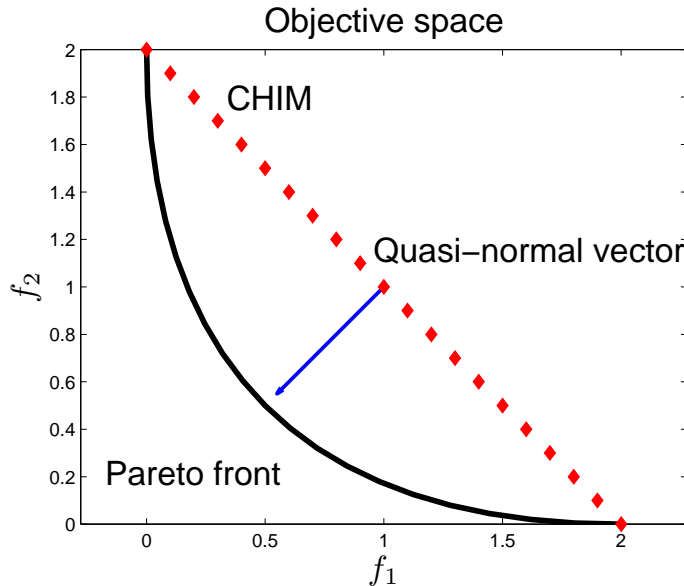 Objective space
2
1.8
1.6
1.4
1.2
1
0.8
0.6
0.4
0.2
0
f2
CHIM
Quasi−normal vector
Pareto front
0
0.5
1
1.5
2
f1